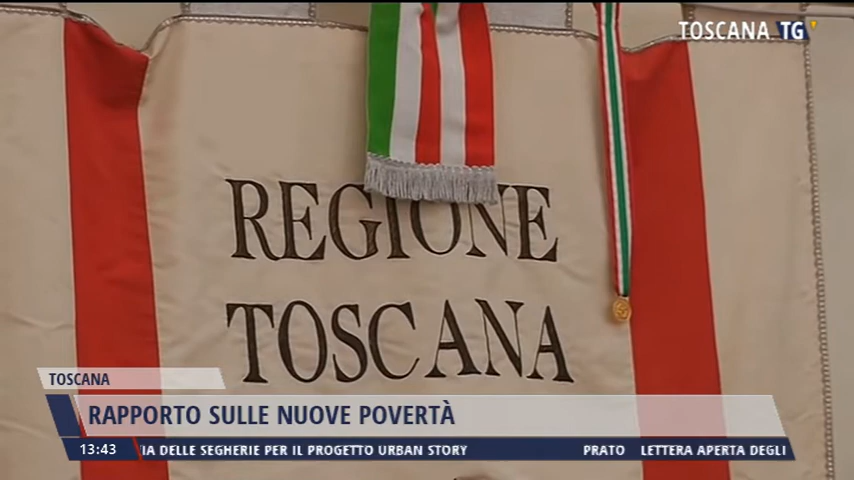 TOSCANA TG
REGIONE
TOSCANA
TOSCANA
RAPPORTO SULLE NUOVE POVERTÀ
13:43 IA DELLE SEGHERIE PER IL PROGETTO URBAN STORY PRATO LETTERA APERTA DEGLI